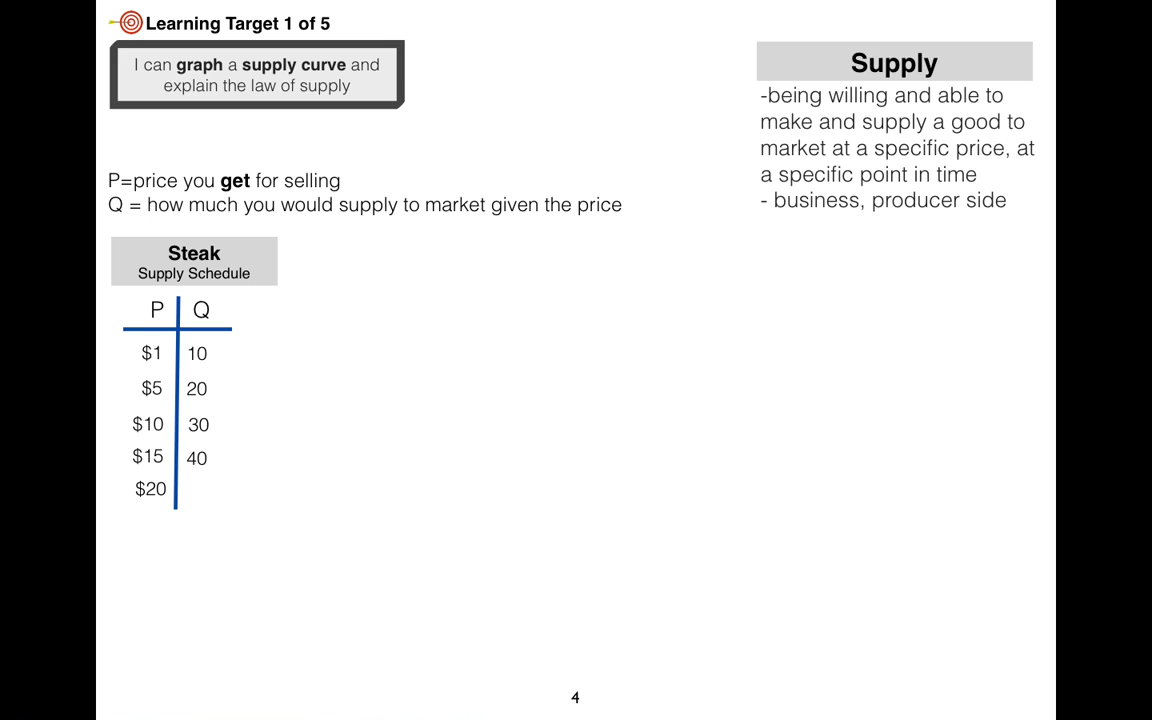 Learning Target 1 of 5
I can graph a supply curve and
explain the law of supply
Supply
-being willing and able to
make and supply a good to
market at a specific price, at
a specific point in time
- business, producer side
P=price you get for selling
Q = how much you would supply to market given the price
Steak
Supply Schedule
P Q
$1 10
$5 20
$10 30
$15 40
$20
4